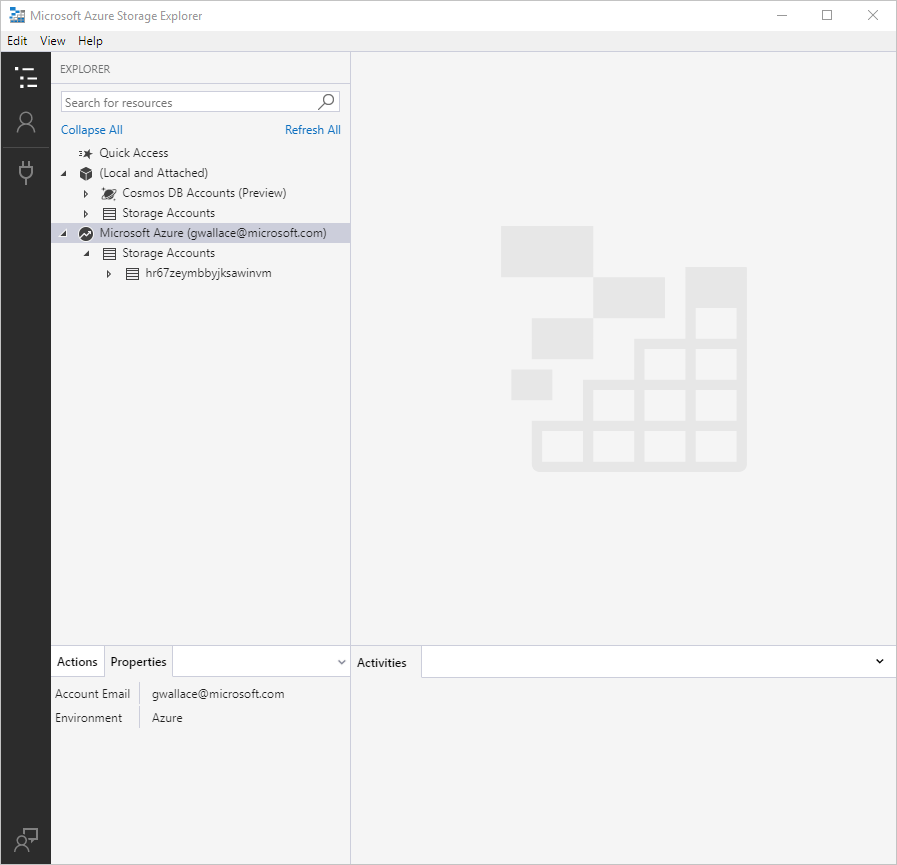 Microsoft Azure Storage Explorer
Edit View Help
EXPLORER
Search for resources
Collapse All Refresh All
Quick Access
(Local and Attached)
Cosmos DB Accounts (Preview)
Storage Accounts
Microsoft Azure (gwallace@microsoft.com)
Storage Accounts
hr67zeymbbyjksawinvm
Actions Properties
Account Email gwallace@microsoft.com
Environment Azure
Activities